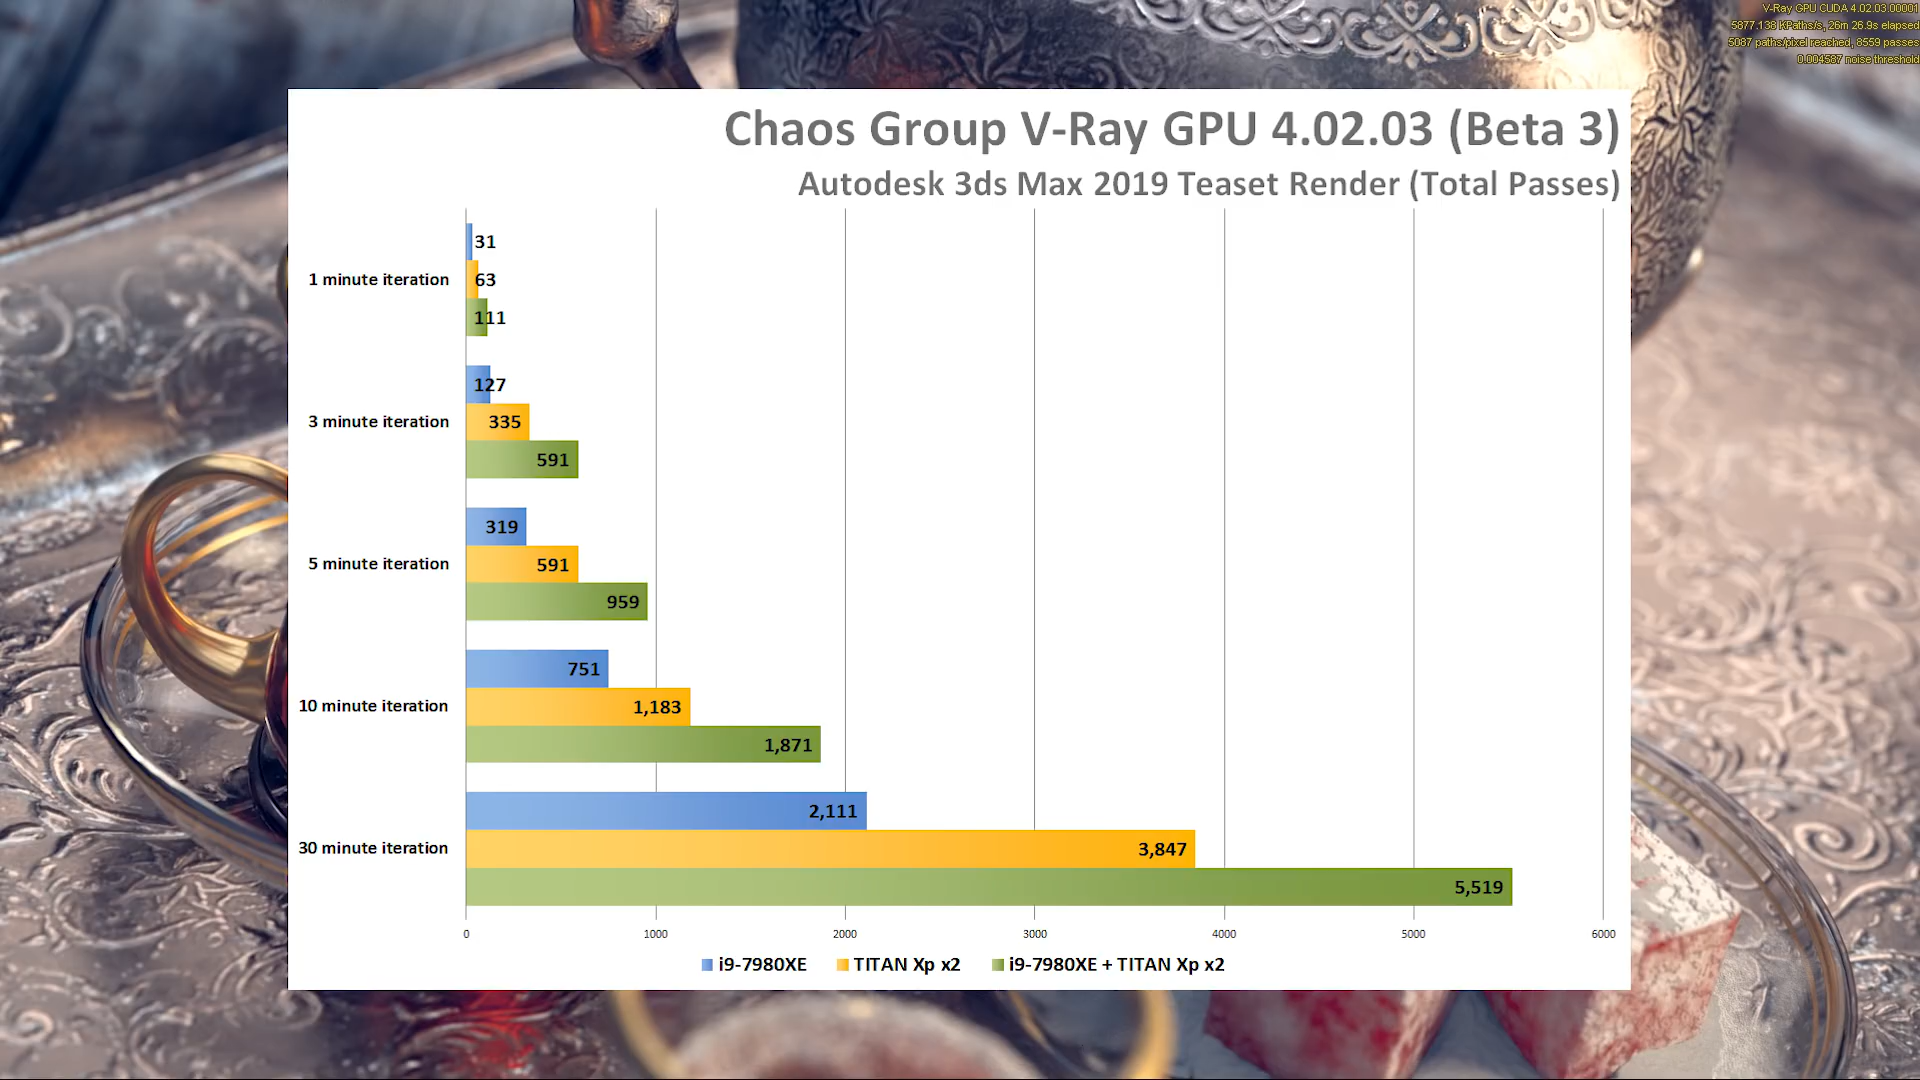 V-Ray GPU CUDA 4.02.03.00001
5877.138 KPaths/s, 26m 26.9s elapsed
5087 paths/pixel reached, 8559 passes
0.004587 noise threshold
Chaos Group V-Ray GPU 4.02.03 (Beta 3)
Autodesk 3ds Max 2019 Teaset Render (Total Passes)
31
1 minute iteration
63
111
127
3 minute iteration
335
591
319
5 minute iteration
591
959
751
10 minute iteration
1,183
1,871
2,111
30 minute iteration
3,847
5,519
0 1000 2000 3000 4000 5000 6000
i9-7980XE TITAN Xp x2 i9-7980XE + TITAN Xp x2